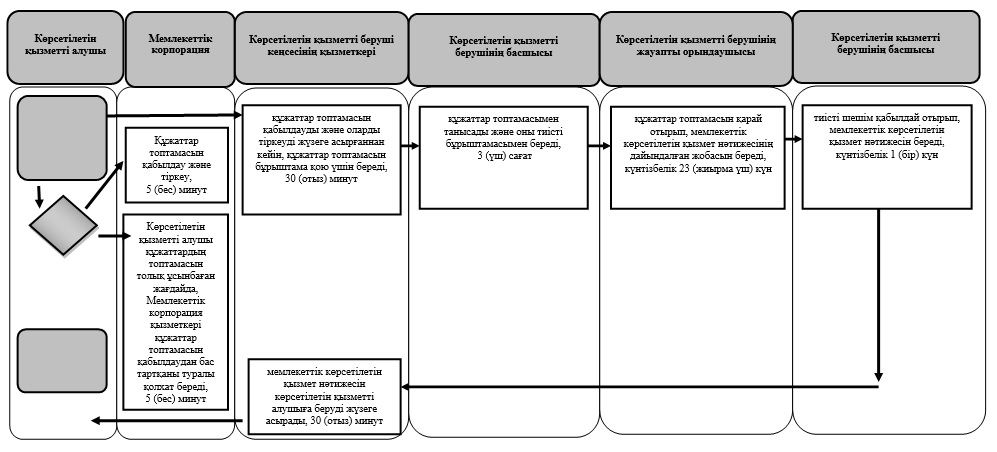 Көрсетілетін
қызметті алушы
Мемлекеттік
корпорация
Көрсетілетін қызметті беруші
кеңсесінің қызметкері
Көрсетілетін қызметті
берушінің басшысы
Көрсетілетін қызметті берушінің
жауапты орындаушысы
Көрсетілетін қызметті
берушінің басшысы
Құжаттар
топтамасын
қабылдау және
тіркеу,
5 (бес) минут
Көрсетілетін
қызметті алушы
құжаттардың
топтамасын
толық ұсынбаған
жағдайда,
Мемлекеттік
корпорация
қызметкері
құжаттар
топтамасын
қабылдаудан бас
тартқаны туралы
қолхат береді,
5 (бес) минут
құжаттар топтамасын
қабылдауды және оларды
тіркеуді жүзеге асырғаннан
кейін, құжаттар топтамасын
бұрыштама қою үшін береді,
30 (отыз) минут
құжаттар топтамасымен
танысады және оны тиісті
бұрыштамасымен береді,
3 (үш) сағат
құжаттар топтамасын қарай
отырып, мемлекеттік
көрсетілетін қызмет нәтижесінің
дайындалған жобасын береді,
күнтізбелік 23 (жиырма үш) күн
тиісті шешім қабылдай отырып,
мемлекеттік көрсетілетін
қызмет нәтижесін береді,
күнтізбелік 1 (бір) күн
мемлекеттік көрсетілетін
қызмет нәтижесін
көрсетілетін қызметті
алушыға беруді жүзеге
асырады, 30 (отыз) минут